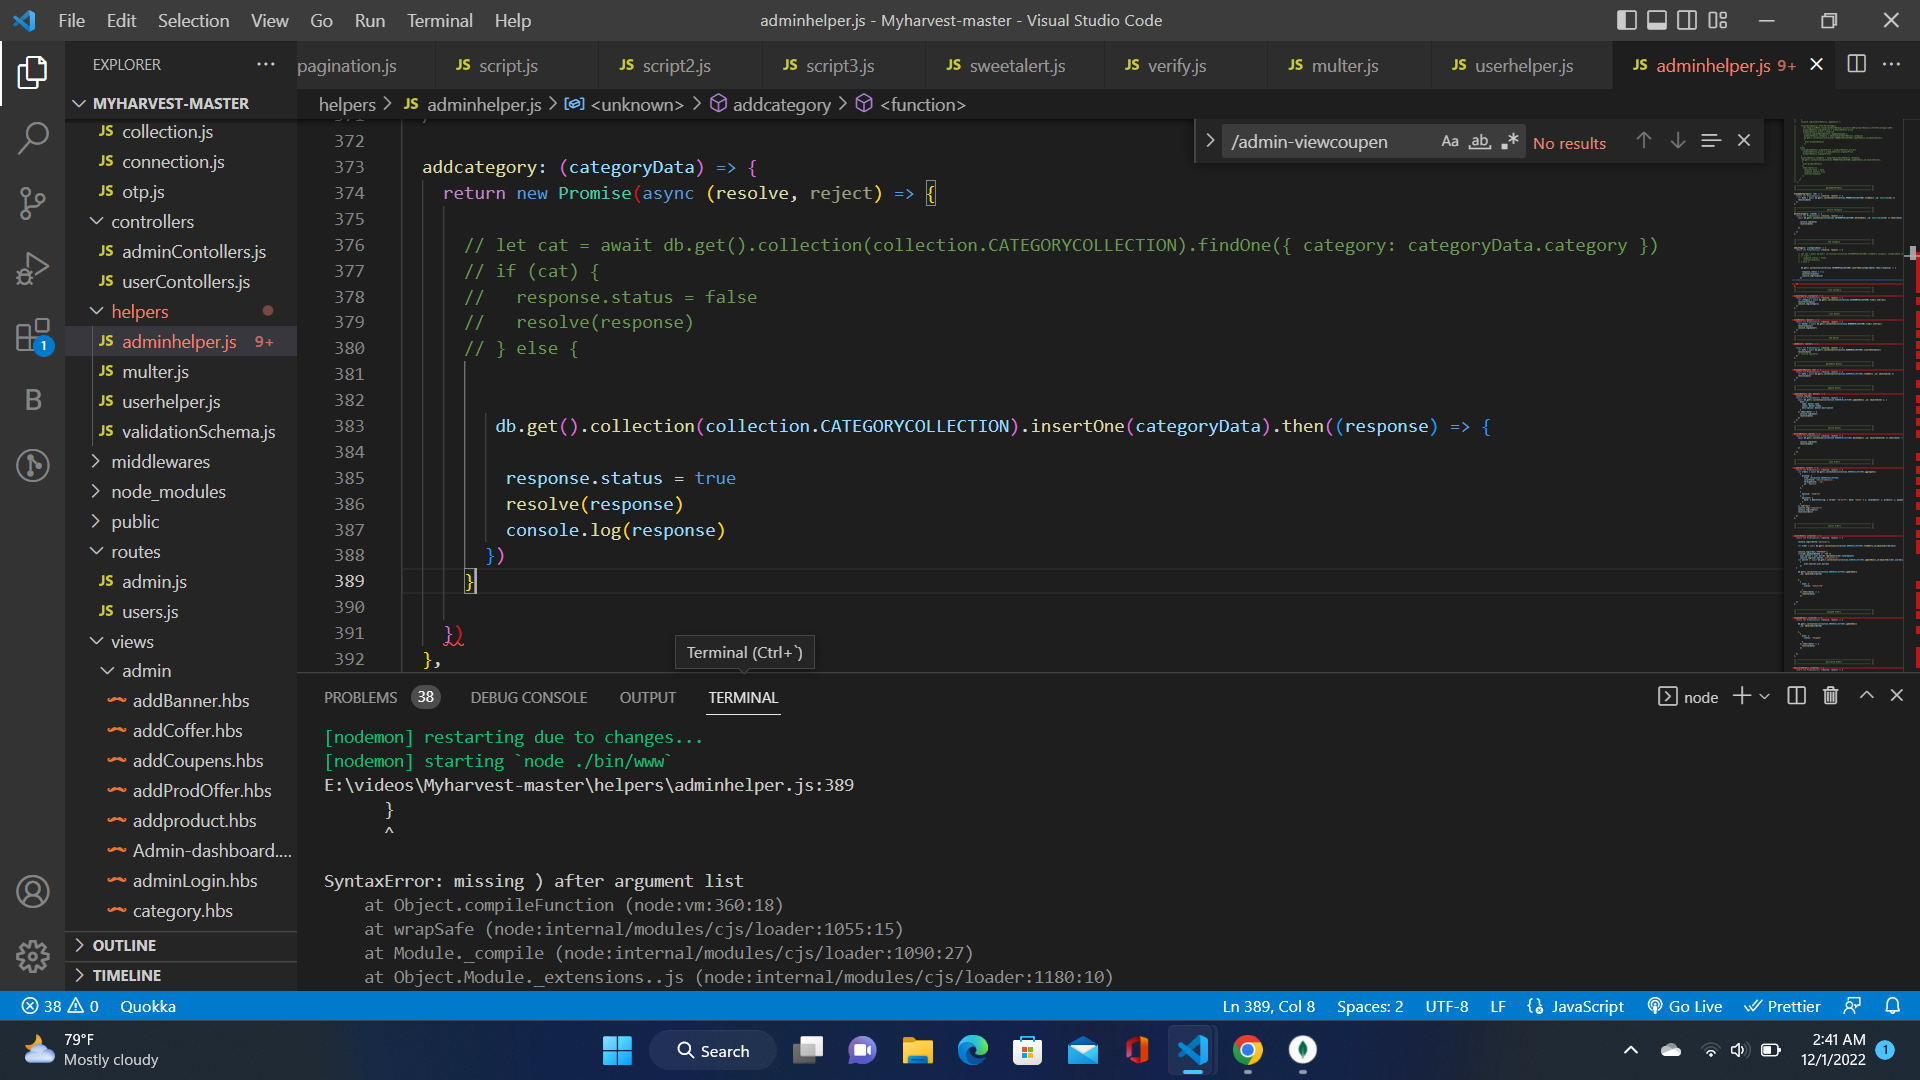 File Edit Selection View Go Run Terminal Help
adminhelper.js - Myharvest-master - Visual Studio Code
EXPLORER ...
pagination.js
JS script.js
JS script2.js
JS script3.js
JS sweetalert.js
JS verify.js
JS multer.js
JS userhelper.js
JS adminhelper.js 9+
helpers > JS adminhelper.js > <unknown> > addcategory > <function>
MYHARVEST-MASTER
JS collection.js
JS connection.js
JS otp.js
controllers
JS adminContollers.js
JS userContollers.js
helpers
JS adminhelper.js 9+
JS multer.js
JS userhelper.js
JS validationSchema.js
middlewares
node_modules
public
routes
JS admin.js
JS users.js
views
admin
addBanner.hbs
addCoffer.hbs
addCoupens.hbs
addProdOffer.hbs
addproduct.hbs
Admin-dashboard....
adminLogin.hbs
category.hbs
OUTLINE
TIMELINE
B
1
/admin-viewcoupen Aa ab .* No results
372
373 addcategory: (categoryData) => {
374 return new Promise(async (resolve, reject) => {
375
376 // let cat = await db.get().collection(collection.CATEGORYCOLLECTION).findOne({ category: categoryData.category })
377 // if (cat) {
378 //   response.status = false
379 //   resolve(response)
380 // } else {
381
382
383 db.get().collection(collection.CATEGORYCOLLECTION).insertOne(categoryData).then((response) => {
384
385 response.status = true
386 resolve(response)
387 console.log(response)
388 })
389 }
390
391 })
392 },
Terminal (Ctrl+`)
PROBLEMS 38 DEBUG CONSOLE OUTPUT TERMINAL
node
[nodemon] restarting due to changes...
[nodemon] starting `node ./bin/www`
E:\videos\Myharvest-master\helpers\adminhelper.js:389
}
^
SyntaxError: missing ) after argument list
at Object.compileFunction (node:vm:360:18)
at wrapSafe (node:internal/modules/cjs/loader:1055:15)
at Module._compile (node:internal/modules/cjs/loader:1090:27)
at Object.Module._extensions..js (node:internal/modules/cjs/loader:1180:10)
38 0 Quokka
Ln 389, Col 8 Spaces: 2 UTF-8 LF JavaScript Go Live Prettier
79°F
Mostly cloudy
Search
2:41 AM
12/1/2022
1